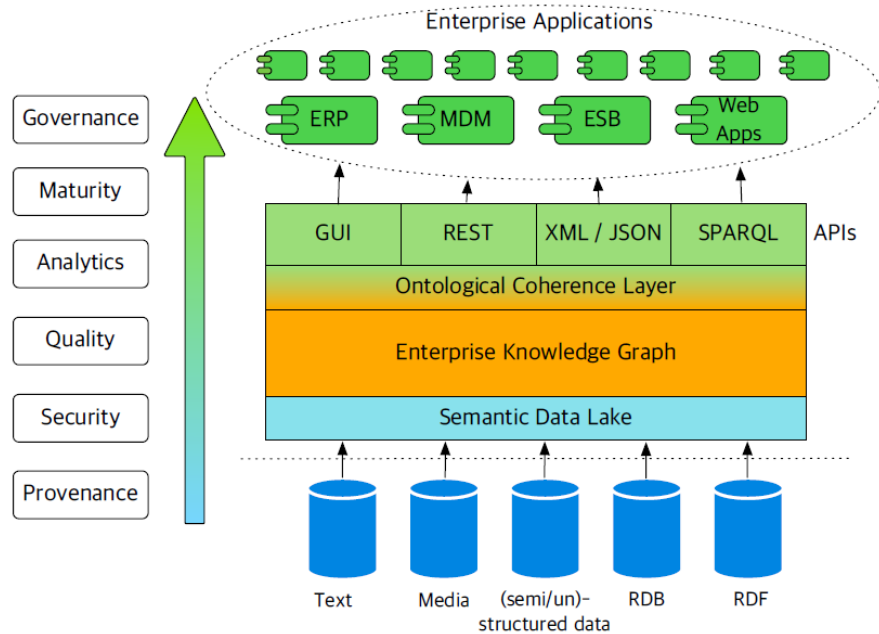 Enterprise Applications
ERP
MDM
ESB
Web
Apps
Governance
Maturity
Analytics
Quality
Security
Provenance
GUI
REST
XML / JSON
SPARQL
APIs
Ontological Coherence Layer
Enterprise Knowledge Graph
Semantic Data Lake
Text
Media
(semi/un)-
structured data
RDB
RDF